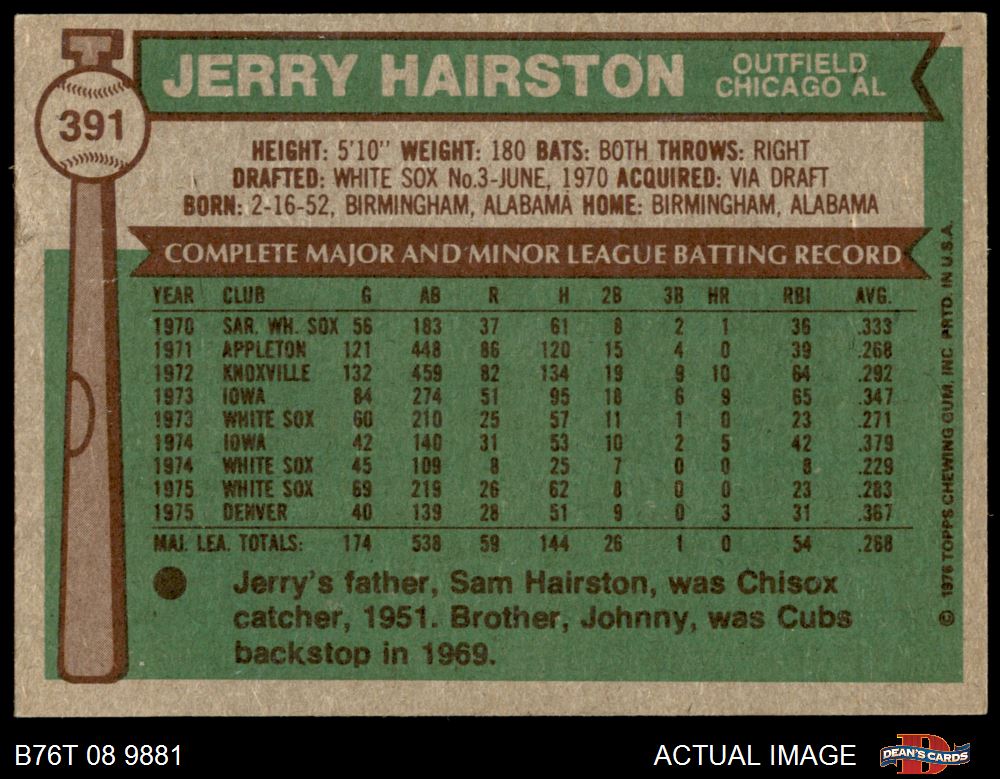 T
391
JERRY HAIRSTON
OUTFIELD
CHICAGO AL
HEIGHT: 5'10" WEIGHT: 180 BATS: BOTH THROWS: RIGHT
DRAFTED: WHITE SOX No.3-JUNE, 1970 ACQUIRED: VIA DRAFT
BORN: 2-16-52, BIRMINGHAM, ALABAMA HOME: BIRMINGHAM, ALABAMA
COMPLETE MAJOR AND MINOR LEAGUE BATTING RECORD
YEAR CLUB G AB R H 2B 3B HR RBI AVG.
1970 SAR. WH. SOX 56 183 37 61 8 2 1 36 .333
1971 APPLETON 121 448 86 120 15 4 0 39 .268
1972 KNOXVILLE 132 459 82 134 19 9 10 64 .292
1973 IOWA 84 274 51 95 18 6 9 65 .347
1973 WHITE SOX 60 210 25 57 11 1 0 23 .271
1974 IOWA 42 140 31 53 10 2 5 42 .379
1974 WHITE SOX 45 109 8 25 7 0 0 8 .229
1975 WHITE SOX 69 219 26 62 8 0 0 23 .283
1975 DENVER 40 139 28 51 9 0 3 31 .367
MAJ. LEA. TOTALS: 174 538 59 144 26 1 0 54 .268
Jerry's father, Sam Hairston, was Chisox
catcher, 1951. Brother, Johnny, was Cubs
backstop in 1969.
© 1976 TOPPS CHEWING GUM, INC. PRTD. IN U.S.A.
B76T 08 9881
ACTUAL IMAGE
DEAN'S CARDS